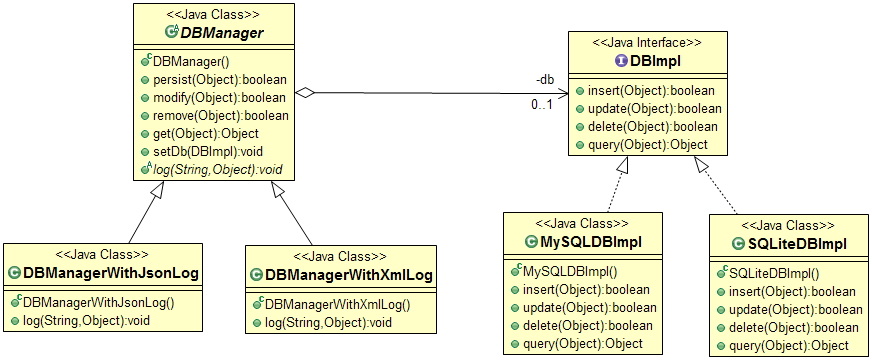 <<Java Class>>
DBManager
DBManager()
persist(Object):boolean
modify(Object):boolean
remove(Object):boolean
get(Object):Object
setDb(DBImpl):void
log(String,Object):void
-db
0..1
<<Java Interface>>
DBImpl
insert(Object):boolean
update(Object):boolean
delete(Object):boolean
query(Object):Object
<<Java Class>>
DBManagerWithJsonLog
DBManagerWithJsonLog()
log(String,Object):void
<<Java Class>>
DBManagerWithXmlLog
DBManagerWithXmlLog()
log(String,Object):void
<<Java Class>>
MySQLDBImpl
MySQLDBImpl()
insert(Object):boolean
update(Object):boolean
delete(Object):boolean
query(Object):Object
<<Java Class>>
SQLiteDBImpl
SQLiteDBImpl()
insert(Object):boolean
update(Object):boolean
delete(Object):boolean
query(Object):Object